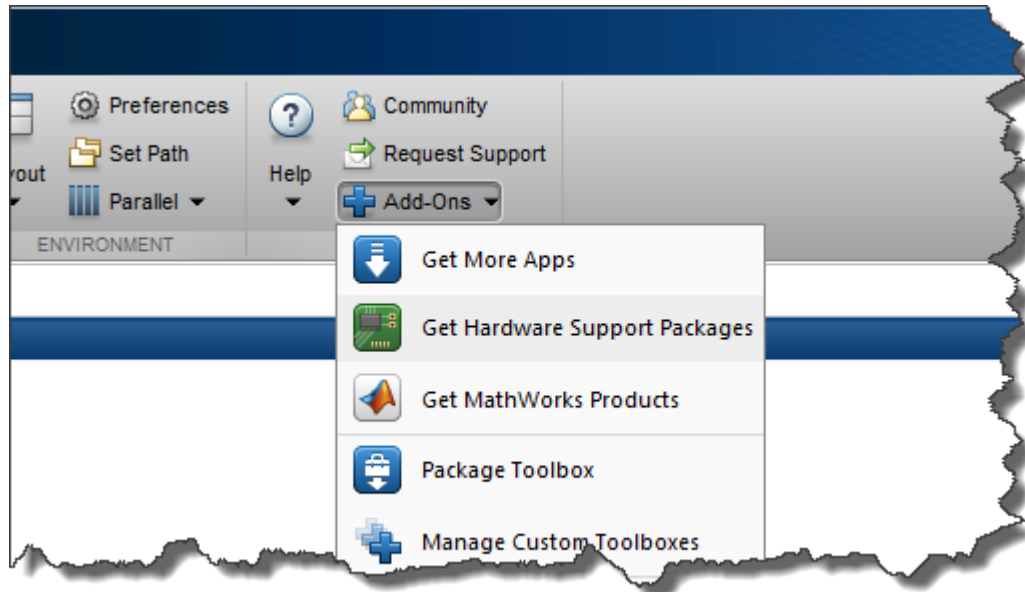 Preferences
Set Path
Parallel
ENVIRONMENT
Help
Community
Request Support
Add-Ons
Get More Apps
Get Hardware Support Packages
Get MathWorks Products
Package Toolbox
Manage Custom Toolboxes